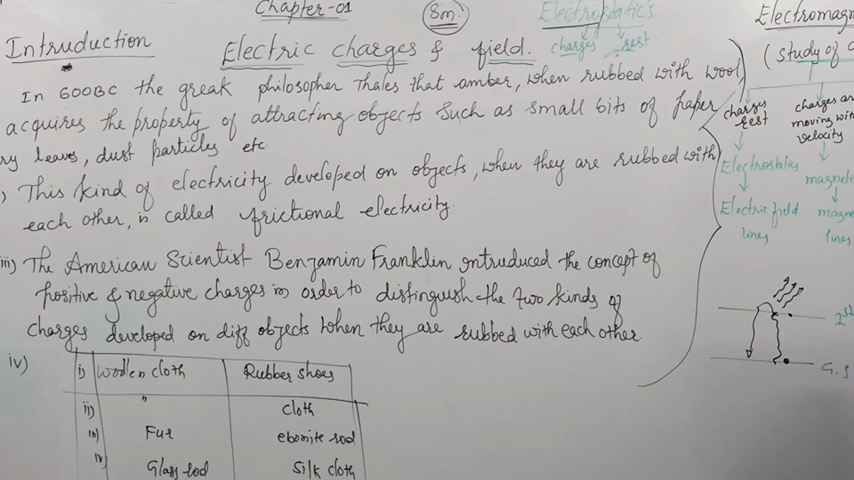 Chapter-01
8m.
Electrostatics
charges rest
Electromagn
(study of c
Intruduction
Electric charges & field.
In 600BC the greak philosopher Thales that amber, when rubbed with wool,
acquires the property of attracting objects such as small bits of paper
ry leaves, dust particles etc
) This kind of electricity developed on objects, when they are rubbed with
each other, is called frictional electricity.
iii) The American Scientist Benjamin Franklin intruduced the concept of
positive & negative charges in order to distinguish the two kinds of
charges developed on diff objects when they are rubbed with each other.
iv)
i) Woollen cloth Rubber shoes
ii) " cloth
iii) Fur ebonite rod
iv Glass rod Silk cloth
charges
rest
Electrostatics
Electric field
lines
charges are
moving with
velocity
magneti
magne
lines
G.S